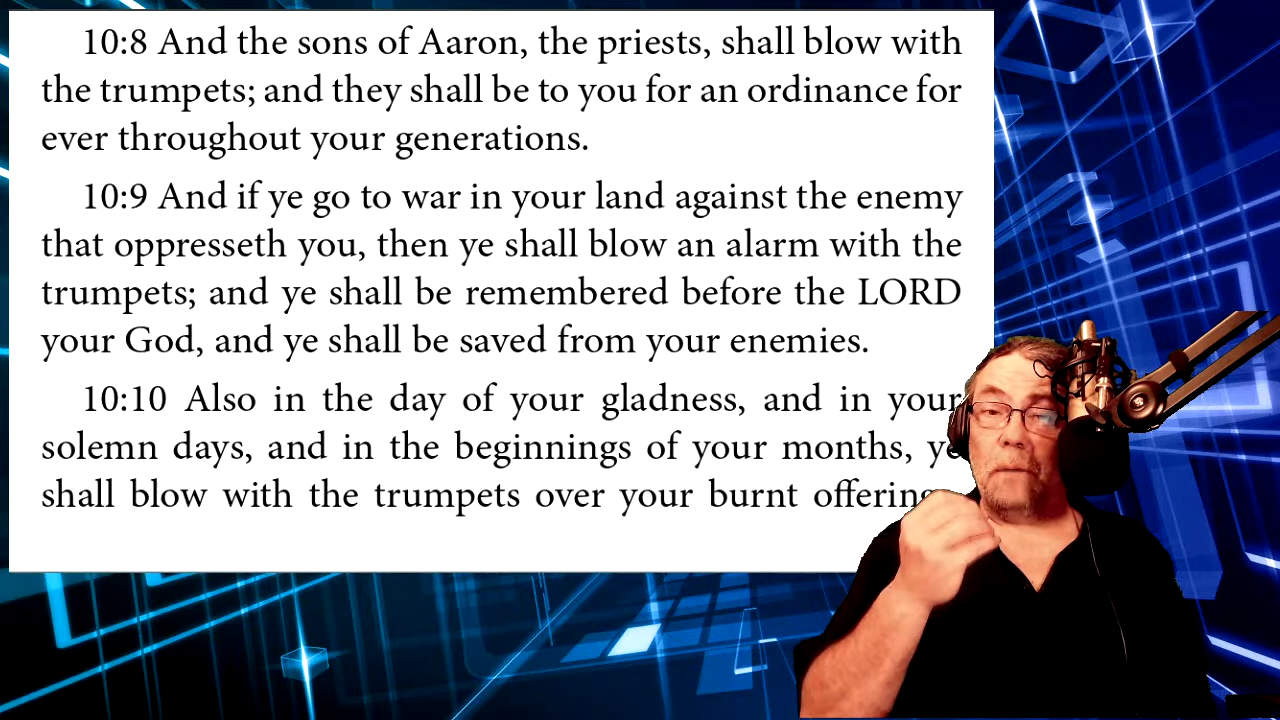 10:8 And the sons of Aaron, the priests, shall blow with
the trumpets; and they shall be to you for an ordinance for
ever throughout your generations.
10:9 And if ye go to war in your land against the enemy
that oppresseth you, then ye shall blow an alarm with the
trumpets; and ye shall be remembered before the LORD
your God, and ye shall be saved from your enemies.
10:10 Also in the day of your gladness, and in your
solemn days, and in the beginnings of your months, ye
shall blow with the trumpets over your burnt